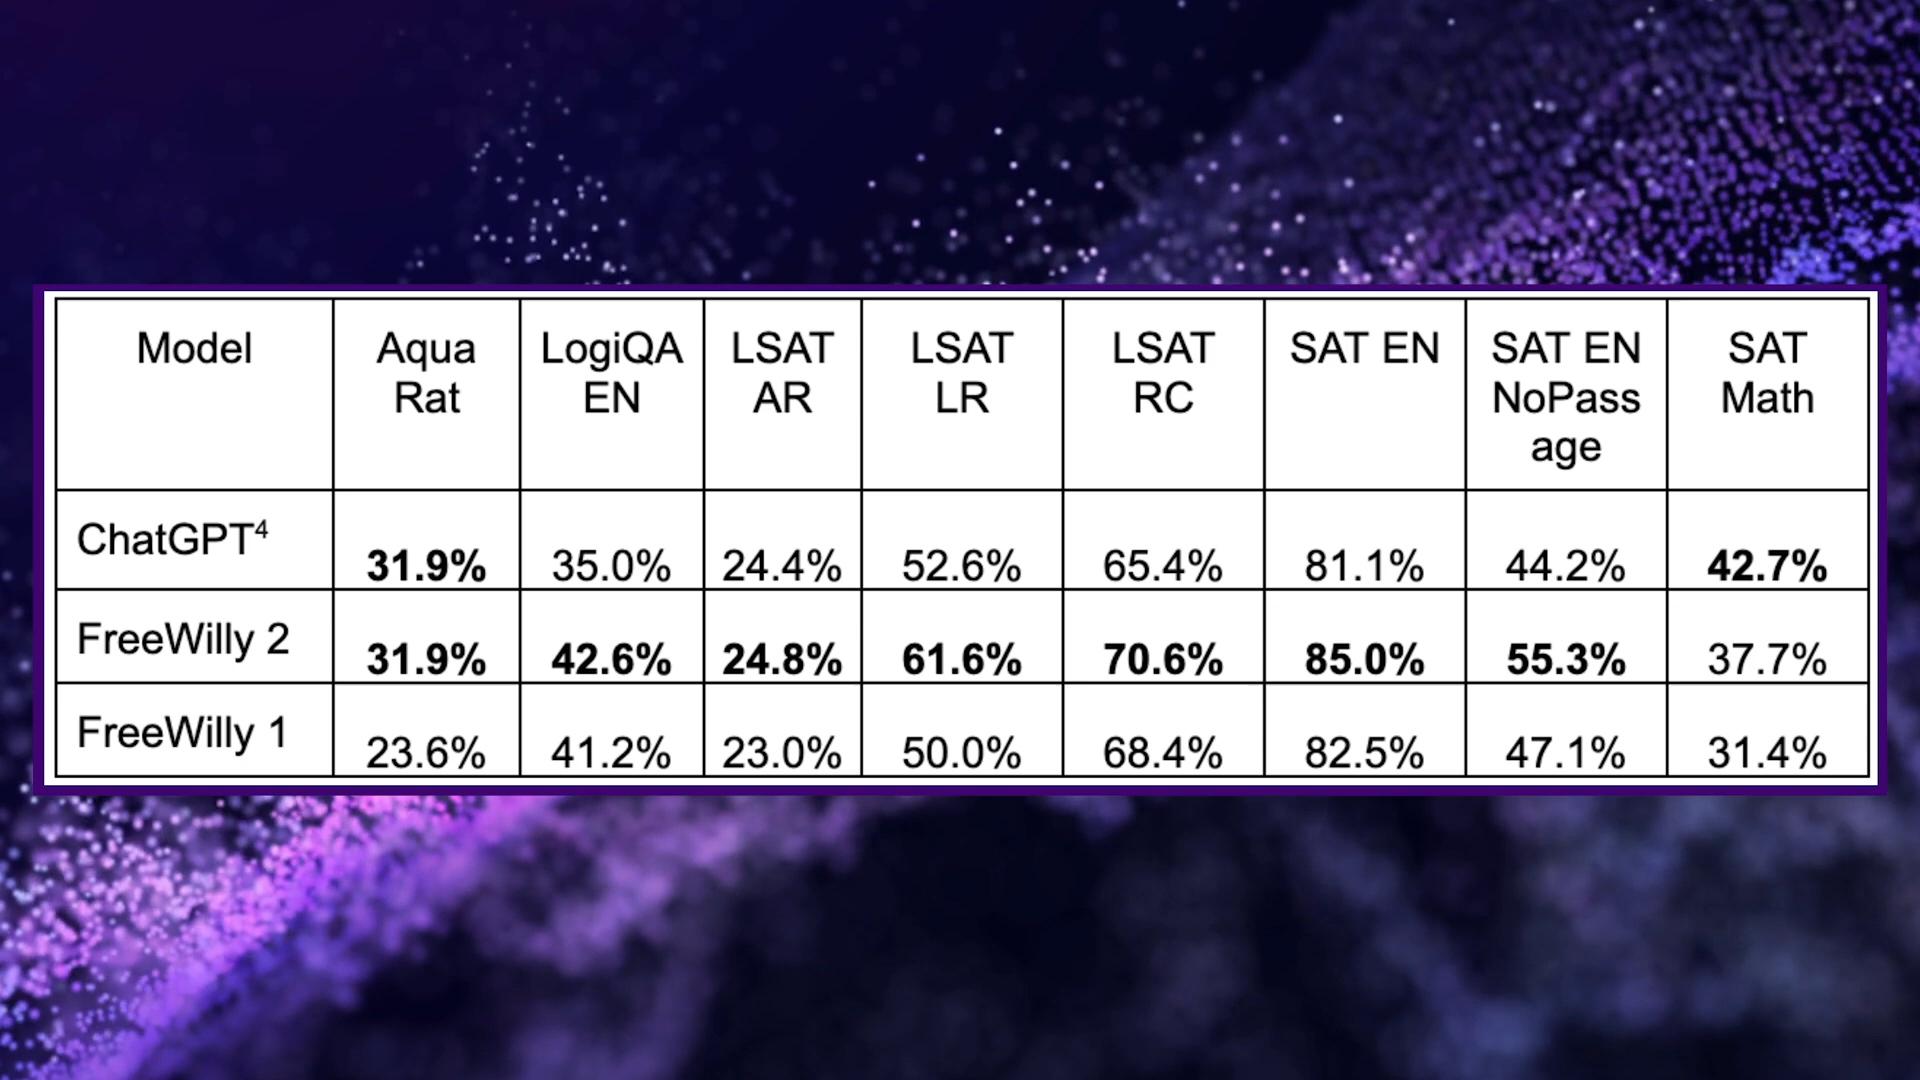 Model Aqua Rat LogiQA EN LSAT AR LSAT LR LSAT RC SAT EN SAT EN NoPass age SAT Math
ChatGPT⁴ 31.9% 35.0% 24.4% 52.6% 65.4% 81.1% 44.2% 42.7%
FreeWilly 2 31.9% 42.6% 24.8% 61.6% 70.6% 85.0% 55.3% 37.7%
FreeWilly 1 23.6% 41.2% 23.0% 50.0% 68.4% 82.5% 47.1% 31.4%